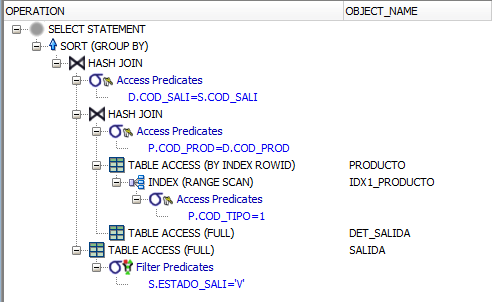 OPERATION OBJECT_NAME
SELECT STATEMENT
SORT (GROUP BY)
HASH JOIN
Access Predicates
D.COD_SALI=S.COD_SALI
HASH JOIN
Access Predicates
P.COD_PROD=D.COD_PROD
TABLE ACCESS (BY INDEX ROWID) PRODUCTO
INDEX (RANGE SCAN) IDX1_PRODUCTO
Access Predicates
P.COD_TIPO=1
TABLE ACCESS (FULL) DET_SALIDA
TABLE ACCESS (FULL) SALIDA
Filter Predicates
S.ESTADO_SALI='V'